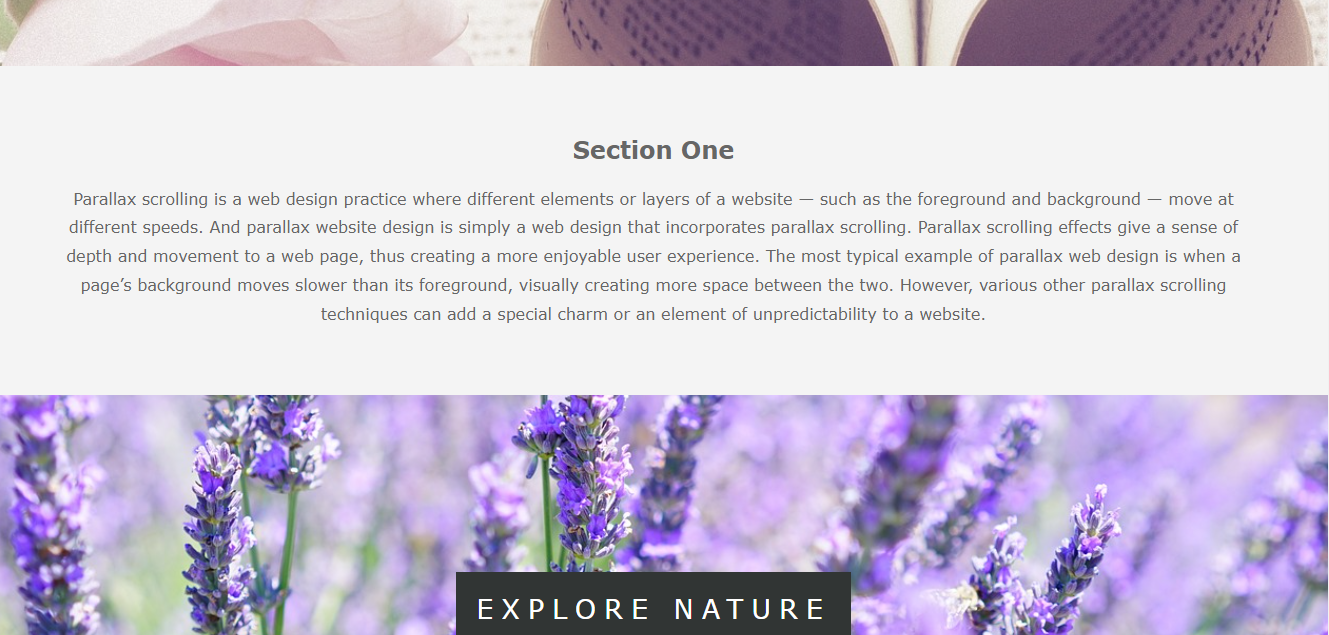 Section One
Parallax scrolling is a web design practice where different elements or layers of a website — such as the foreground and background — move at
different speeds. And parallax website design is simply a web design that incorporates parallax scrolling. Parallax scrolling effects give a sense of
depth and movement to a web page, thus creating a more enjoyable user experience. The most typical example of parallax web design is when a
page’s background moves slower than its foreground, visually creating more space between the two. However, various other parallax scrolling
techniques can add a special charm or an element of unpredictability to a website.
EXPLORE NATURE